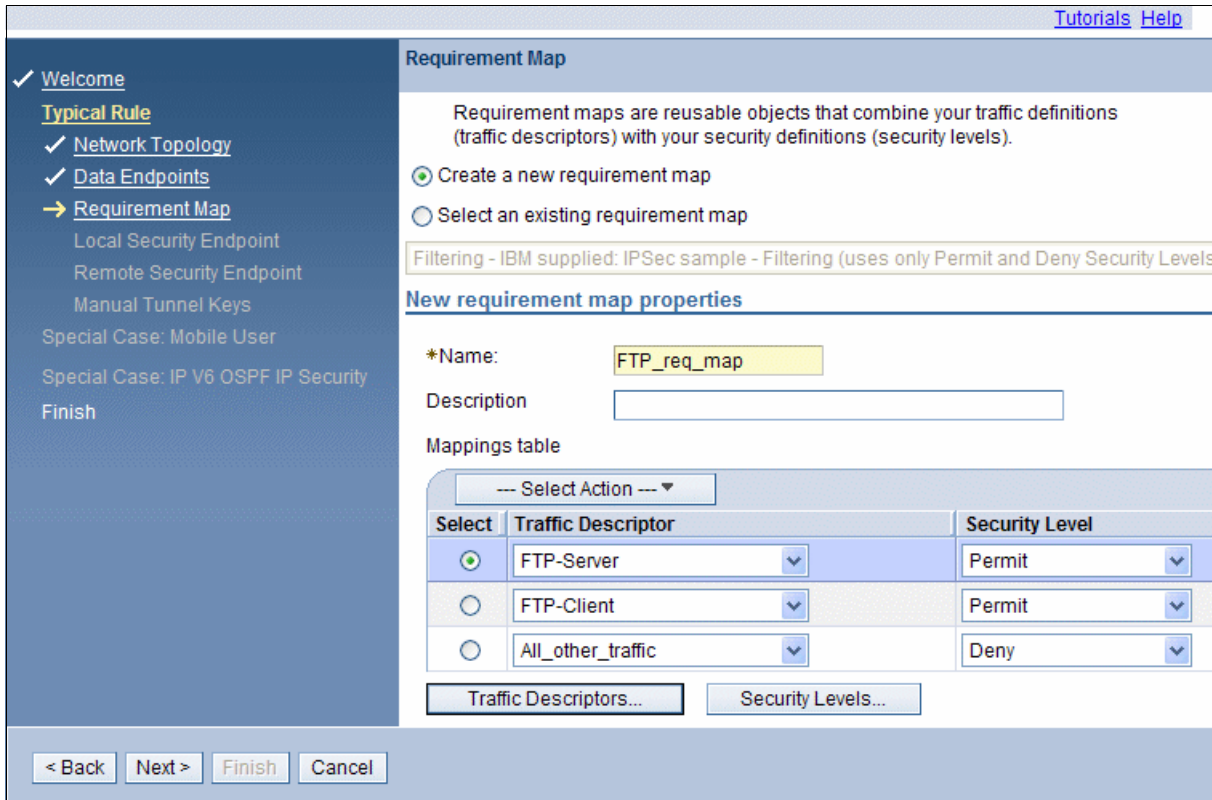 Tutorials Help
Welcome
Typical Rule
Network Topology
Data Endpoints
Requirement Map
Local Security Endpoint
Remote Security Endpoint
Manual Tunnel Keys
Special Case: Mobile User
Special Case: IP V6 OSPF IP Security
Finish
Requirement Map
Requirement maps are reusable objects that combine your traffic definitions
(traffic descriptors) with your security definitions (security levels).
Create a new requirement map
Select an existing requirement map
Filtering - IBM supplied: IPSec sample - Filtering (uses only Permit and Deny Security Levels
New requirement map properties
*Name: FTP_req_map
Description
Mappings table
--- Select Action ---
Select Traffic Descriptor Security Level
FTP-Server Permit
FTP-Client Permit
All_other_traffic Deny
Traffic Descriptors... Security Levels...
< Back Next > Finish Cancel